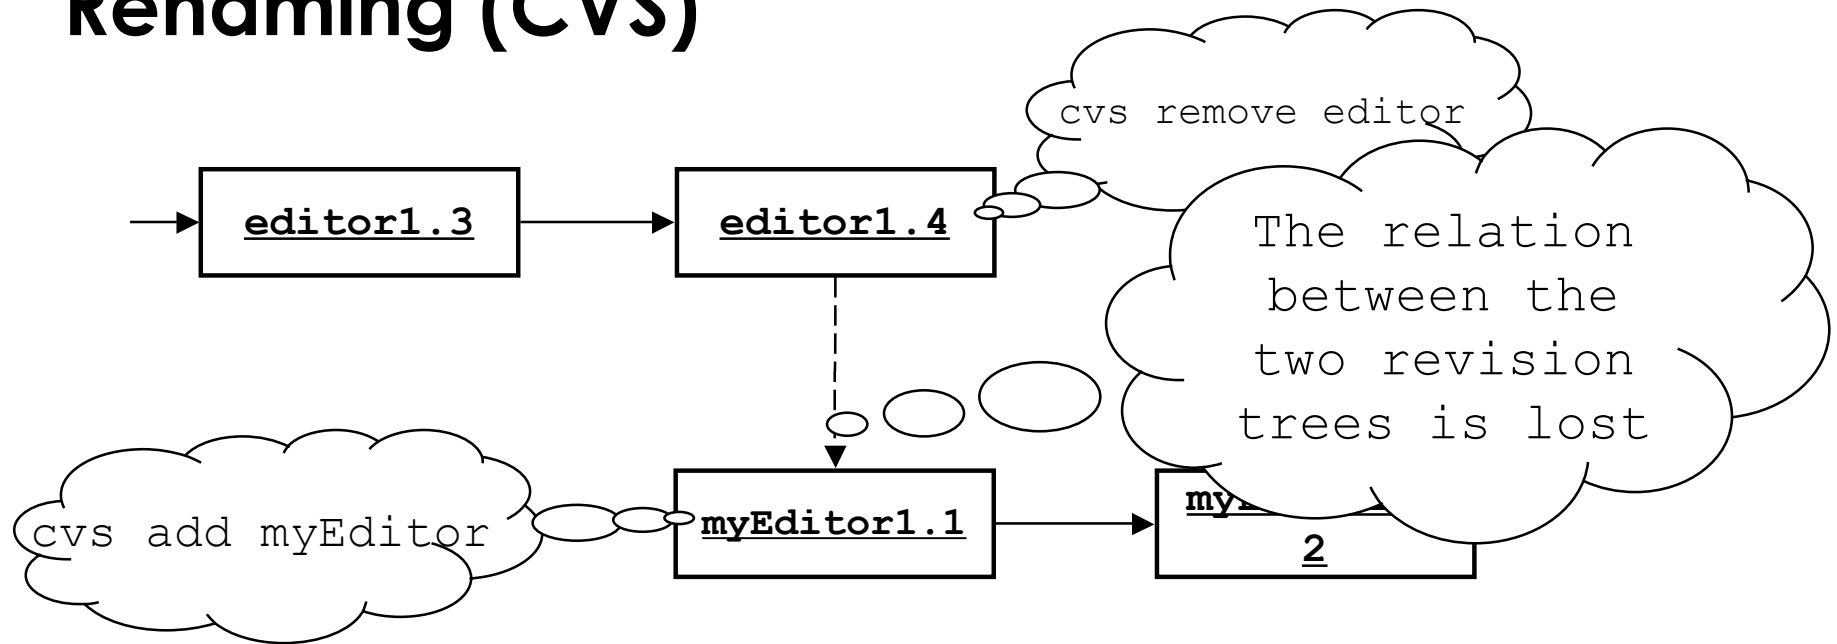 Renaming (CVS)
cvs remove editor
editor1.3
editor1.4
The relation
between the
two revision
trees is lost
cvs add myEditor
myEditor1.1
2